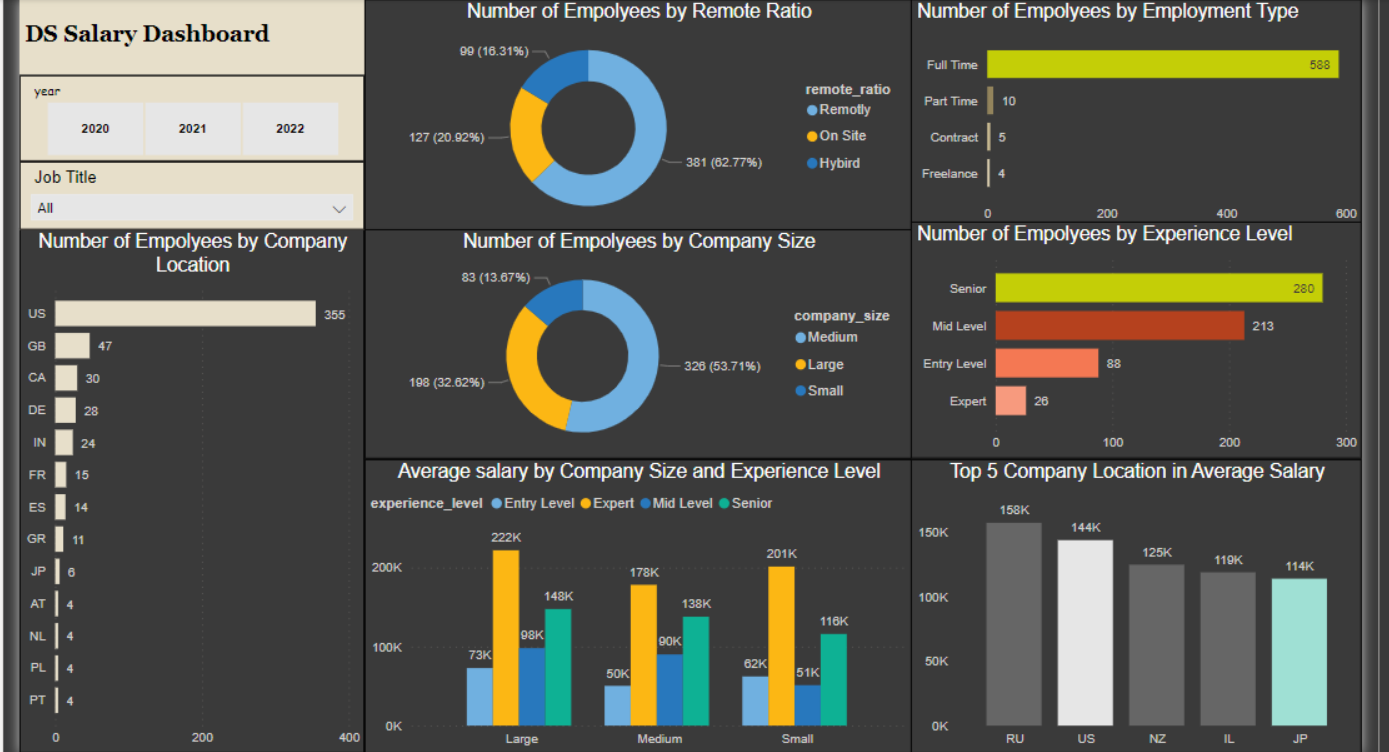 DS Salary Dashboard
year
2020
2021
2022
Job Title
All
Number of Empolyees by Company
Location
US
355
GB
47
CA
30
DE
28
IN
24
FR
15
ES
14
GR
11
JP
6
AT
4
NL
4
PL
4
PT
4
0
200
400
Number of Empolyees by Remote Ratio
99 (16.31%)
127 (20.92%)
381 (62.77%)
remote_ratio
Remotly
On Site
Hybird
Number of Empolyees by Company Size
83 (13.67%)
198 (32.62%)
326 (53.71%)
company_size
Medium
Large
Small
Average salary by Company Size and Experience Level
experience_level Entry Level Expert Mid Level Senior
200K
100K
0K
73K
222K
98K
148K
50K
178K
90K
138K
62K
201K
51K
116K
Large
Medium
Small
Number of Empolyees by Employment Type
Full Time
588
Part Time
10
Contract
5
Freelance
4
0
200
400
600
Number of Empolyees by Experience Level
Senior
280
Mid Level
213
Entry Level
88
Expert
26
0
100
200
300
Top 5 Company Location in Average Salary
150K
100K
50K
0K
158K
144K
125K
119K
114K
RU
US
NZ
IL
JP